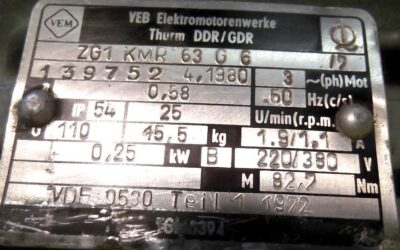 VEM
VEB Elektromotorenwerke
Thurm DDR/GDR
ZG1 KMR 63 G 6
139752 4.1980 3 ~(ph) Mot
0,58 50 Hz(c/s)
IP 54 25 U/min (r.p.m.
G 110 45,5 kg 1.9/1,1 A
0,25 kW B 220/380 V
M 82,7 Nm
VDE 0530 Teil 1 1972